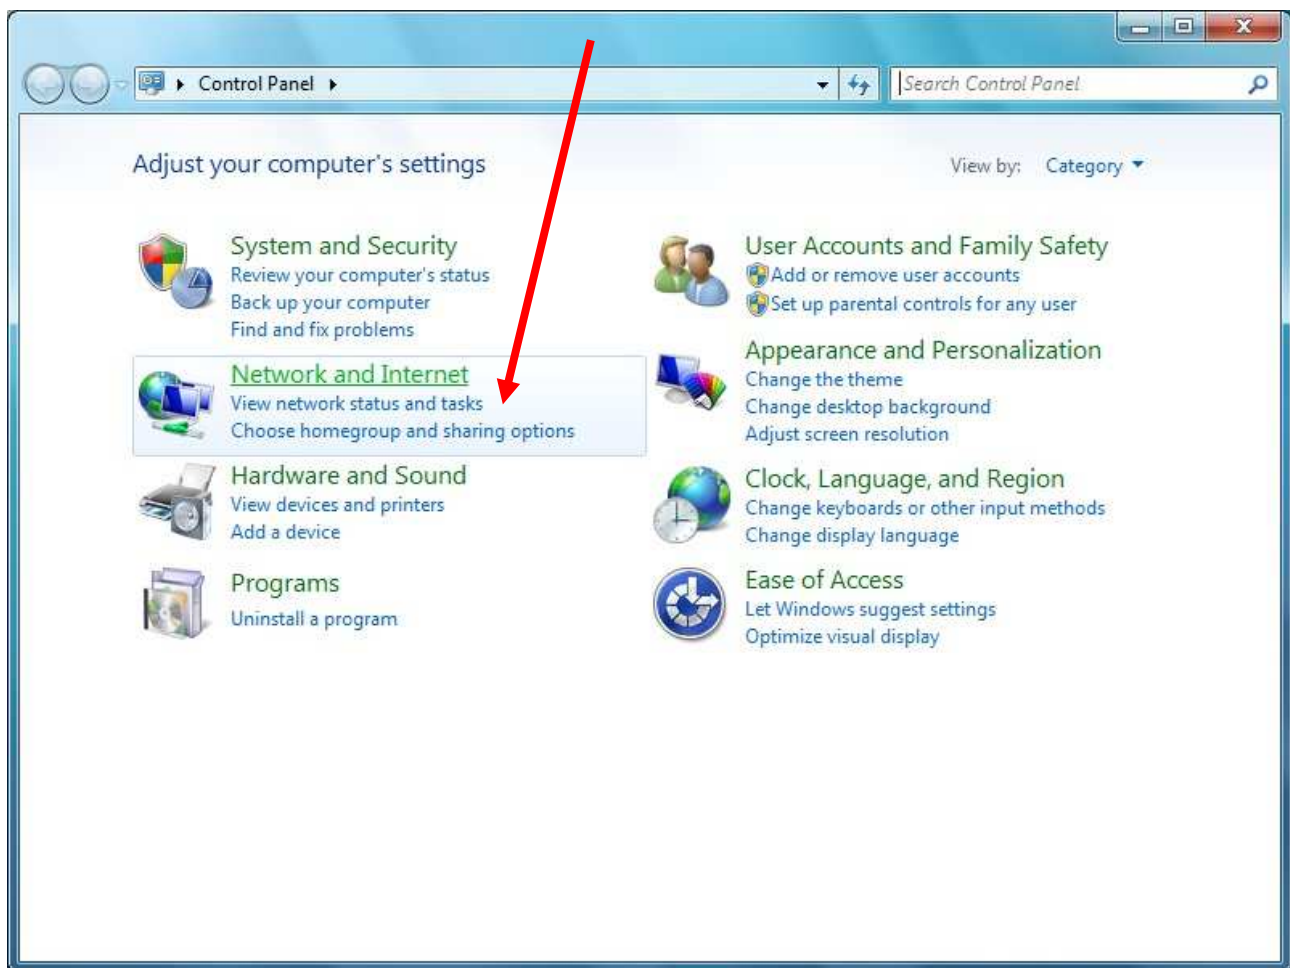 Control Panel
Search Control Panel
Adjust your computer's settings
View by: Category
System and Security
Review your computer's status
Back up your computer
Find and fix problems
Network and Internet
View network status and tasks
Choose homegroup and sharing options
Hardware and Sound
View devices and printers
Add a device
Programs
Uninstall a program
User Accounts and Family Safety
Add or remove user accounts
Set up parental controls for any user
Appearance and Personalization
Change the theme
Change desktop background
Adjust screen resolution
Clock, Language, and Region
Change keyboards or other input methods
Change display language
Ease of Access
Let Windows suggest settings
Optimize visual display